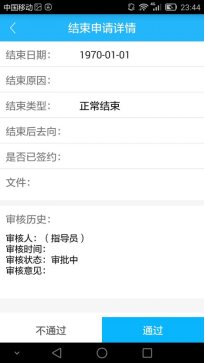 中国移动
23:44
结束申请详情
结束日期： 1970-01-01
结束原因：
结束类型： 正常结束
结束后去向：
是否已签约：
文件：
审核历史：
审核人：（指导员）
审核时间：
审核状态：审批中
审核意见：
不通过 通过